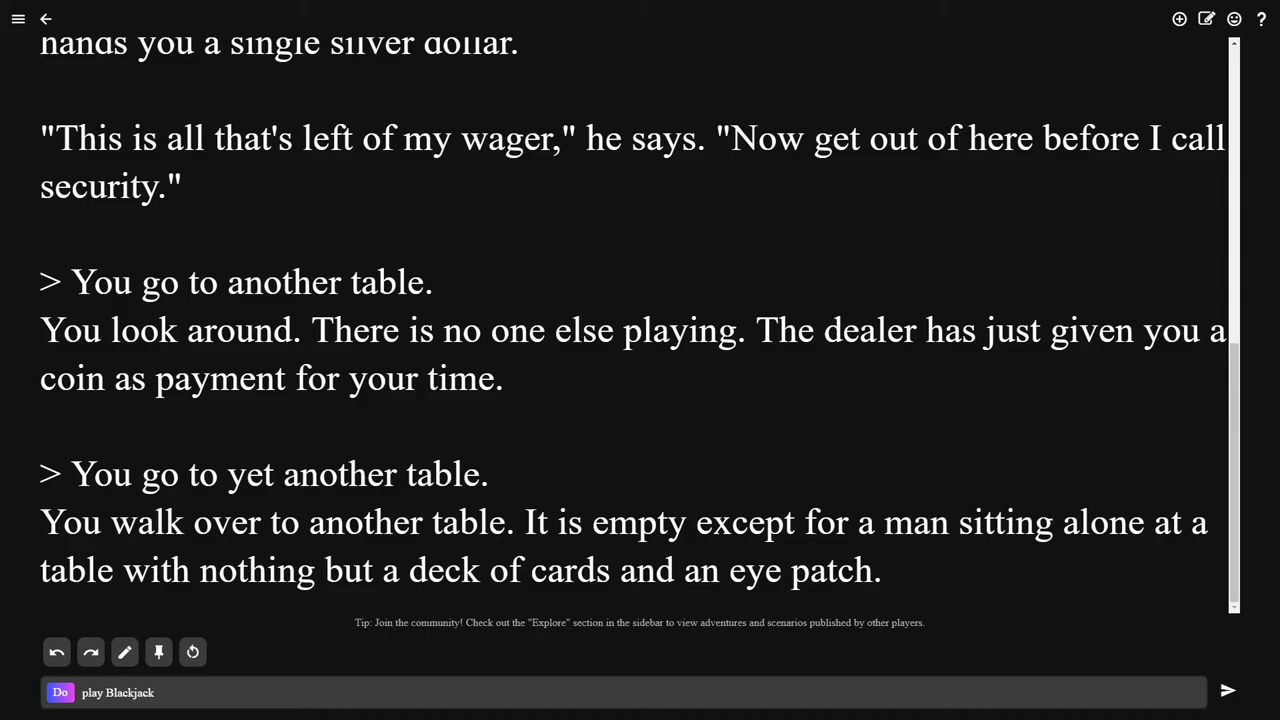 hands you a single silver dollar.
"This is all that's left of my wager," he says. "Now get out of here before I call
security."
> You go to another table.
You look around. There is no one else playing. The dealer has just given you a
coin as payment for your time.
> You go to yet another table.
You walk over to another table. It is empty except for a man sitting alone at a
table with nothing but a deck of cards and an eye patch.
Tip: Join the community! Check out the "Explore" section in the sidebar to view adventures and scenarios published by other players.
Do play Blackjack